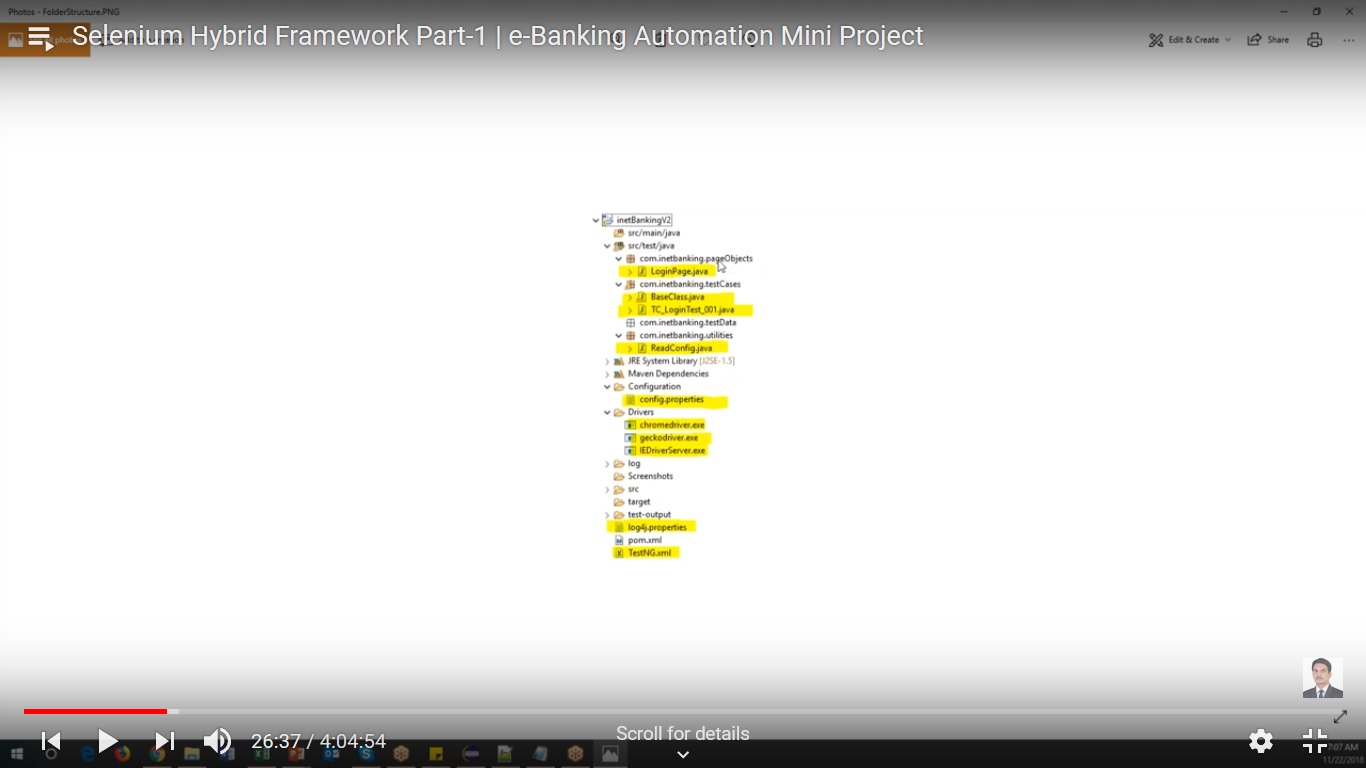 Photos - FolderStructure.PNG
Selenium Hybrid Framework Part-1 | e-Banking Automation Mini Project
Edit & Create
Share
inetBankingV2
src/main/java
src/test/java
com.inetbanking.pageObjects
LoginPage.java
com.inetbanking.testCases
BaseClass.java
TC_LoginTest_001.java
com.inetbanking.testData
com.inetbanking.utilities
ReadConfig.java
JRE System Library [J2SE-1.5]
Maven Dependencies
Configuration
config.properties
Drivers
chromedriver.exe
geckodriver.exe
IEDriverServer.exe
log
Screenshots
src
target
test-output
log4j.properties
pom.xml
TestNG.xml
26:37 / 4:04:54
Scroll for details
7:07 AM
11/22/2018